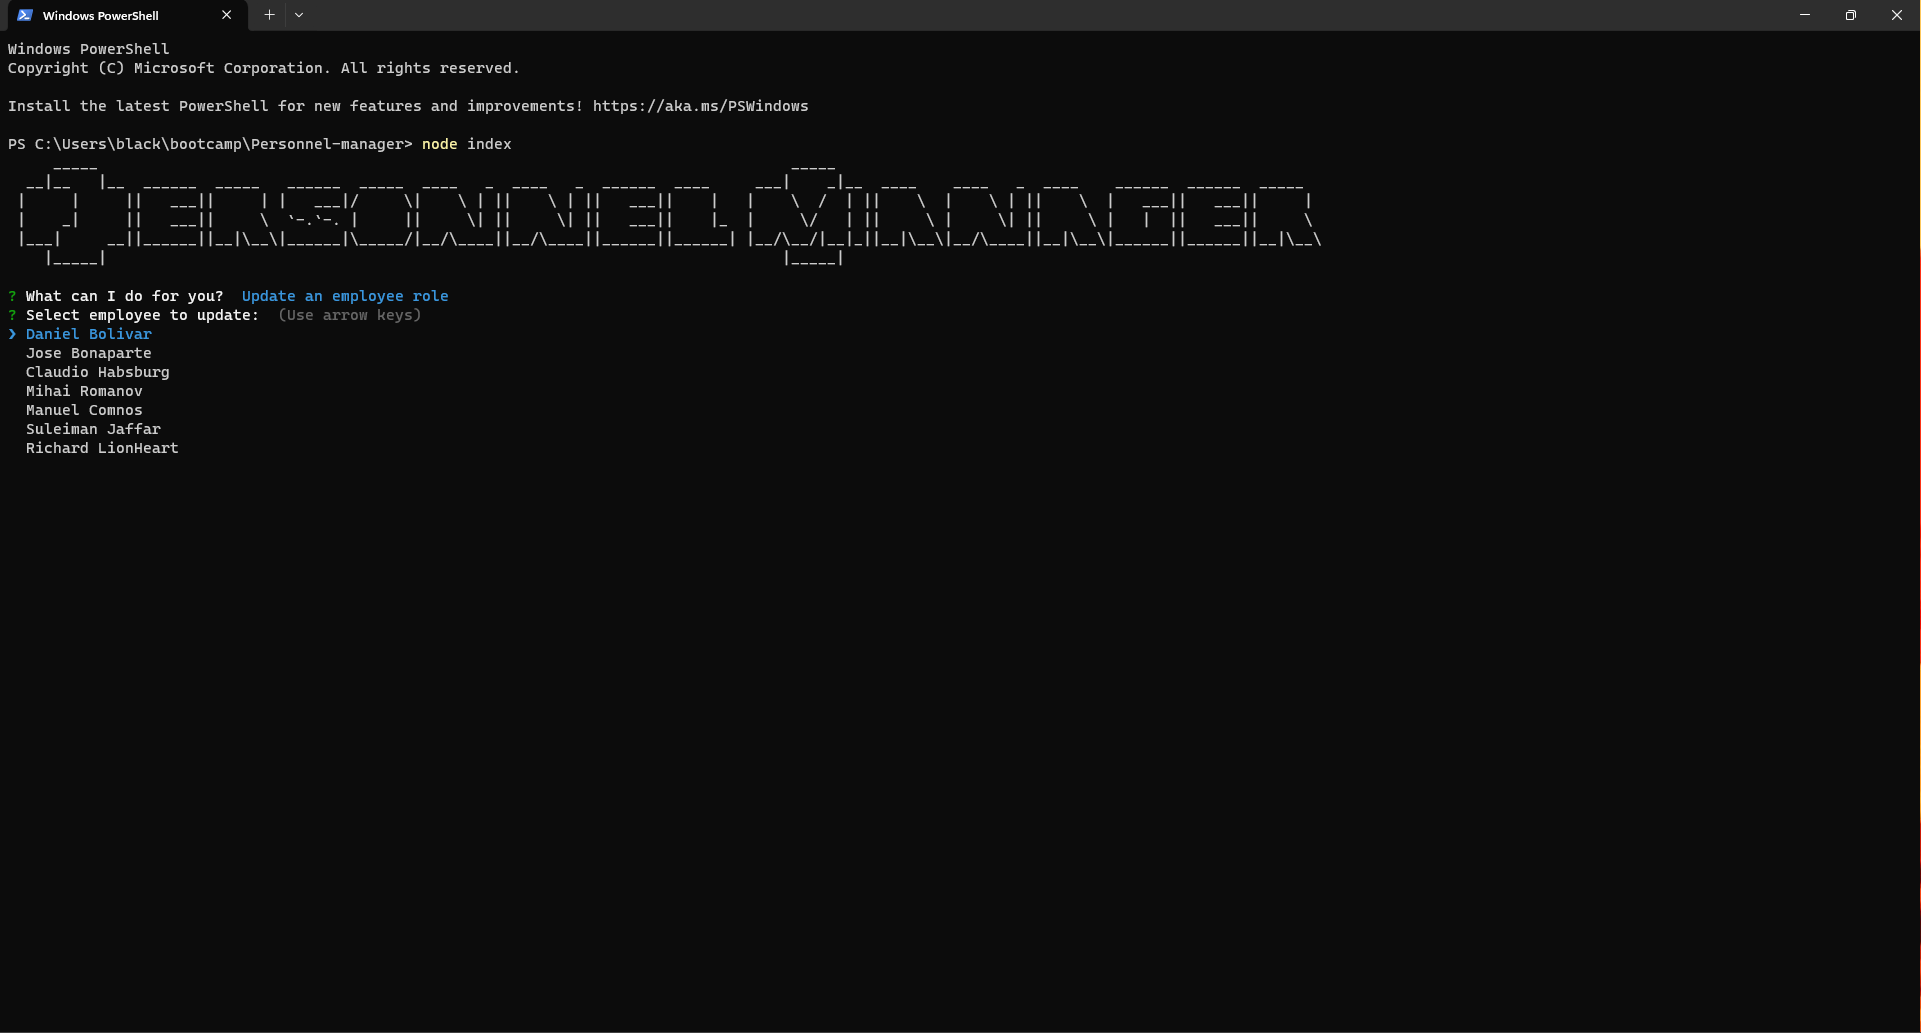 Windows PowerShell
Windows PowerShell
Copyright (C) Microsoft Corporation. All rights reserved.
Install the latest PowerShell for new features and improvements! https://aka.ms/PSWindows
PS C:\Users\black\bootcamp\Personnel-manager> node index
PERSONNEL MANAGER
? What can I do for you?  Update an employee role
? Select employee to update:  (Use arrow keys)
❯ Daniel Bolivar
Jose Bonaparte
Claudio Habsburg
Mihai Romanov
Manuel Comnos
Suleiman Jaffar
Richard LionHeart